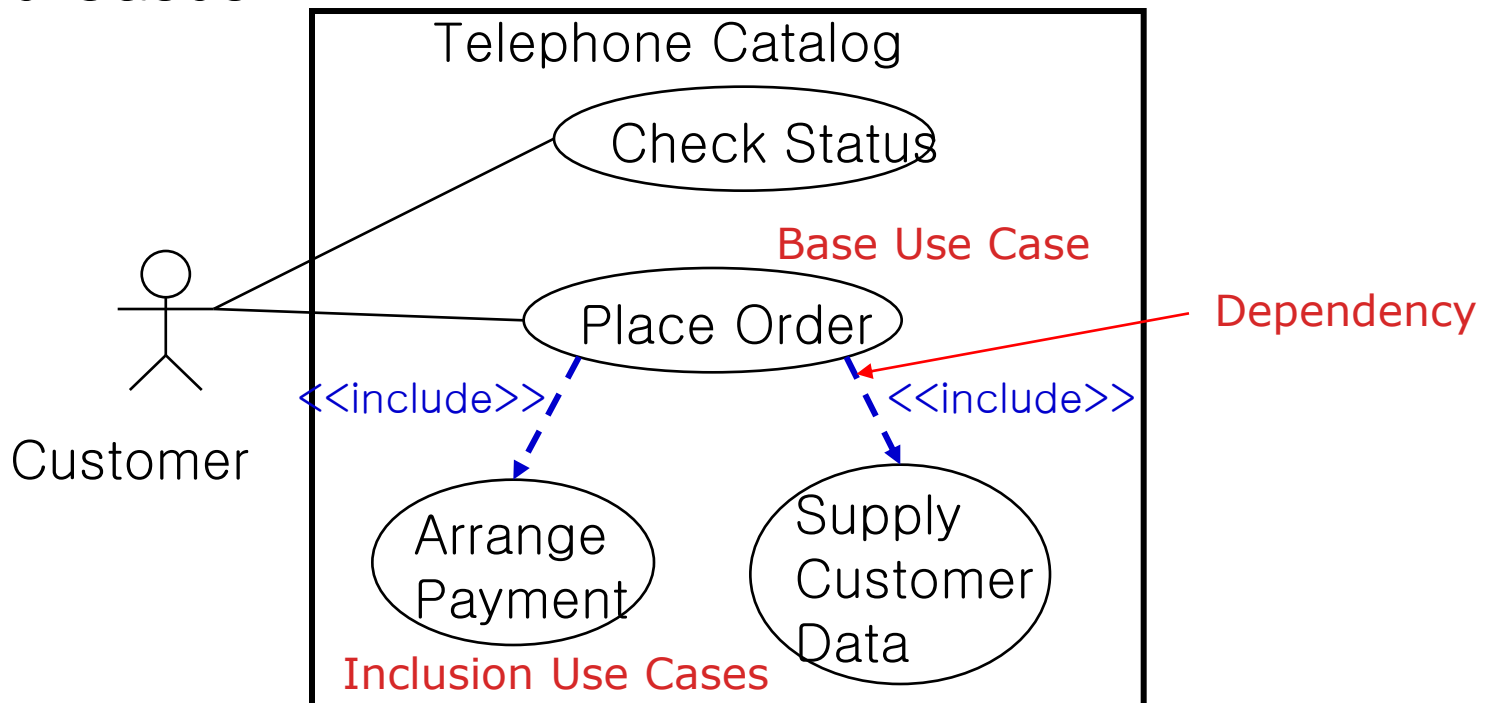 Telephone Catalog
Check Status
Base Use Case
Place Order
Dependency
<<include>>
<<include>>
Customer
Arrange
Payment
Supply
Customer
Data
Inclusion Use Cases